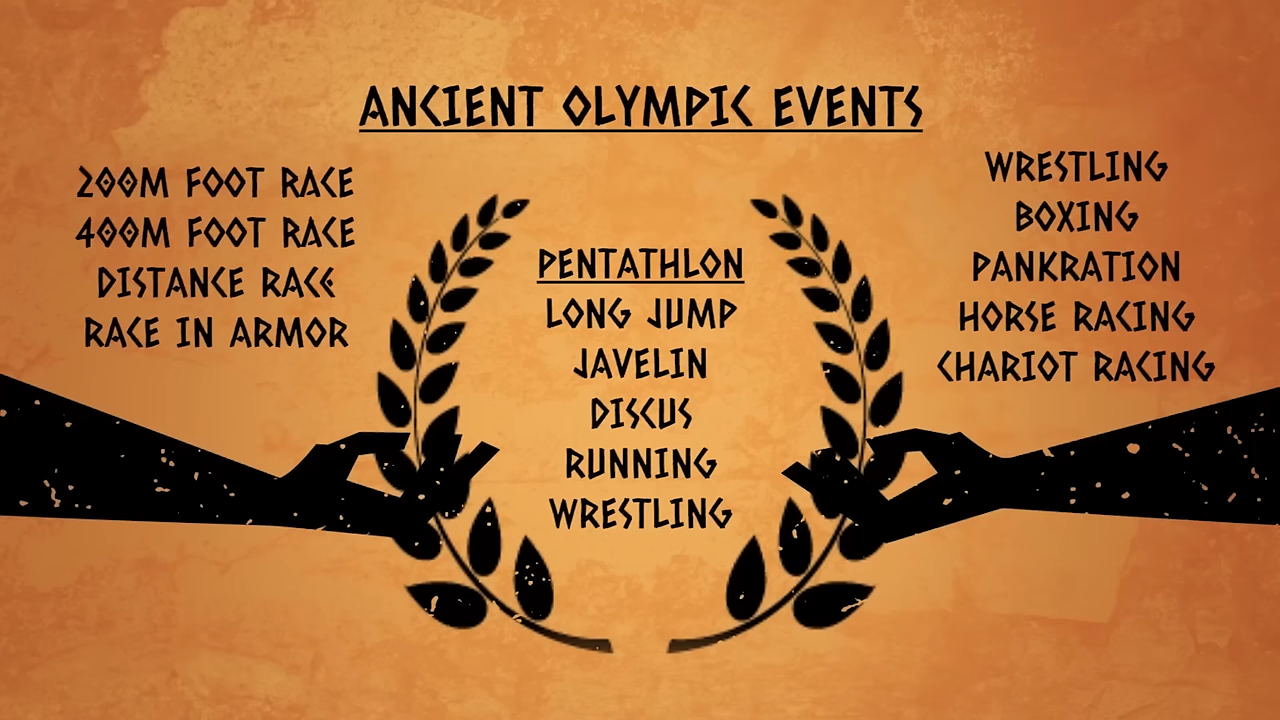 ANCIENT OLYMPIC EVENTS
200M FOOT RACE
400M FOOT RACE
DISTANCE RACE
RACE IN ARMOR
PENTATHLON
LONG JUMP
JAVELIN
DISCUS
RUNNING
WRESTLING
WRESTLING
BOXING
PANKRATION
HORSE RACING
CHARIOT RACING